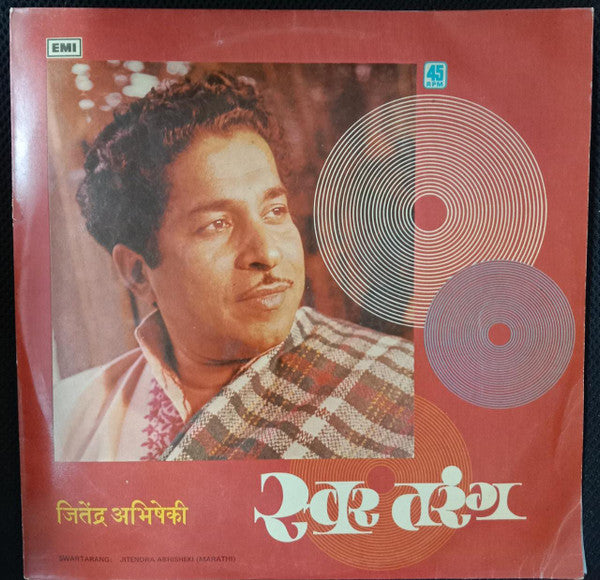 EMI
45
RPM
जितेंद्र अभिषेकी
स्वर तरंग
SWARTARANG: JITENDRA ABHISHEKI (MARATHI)